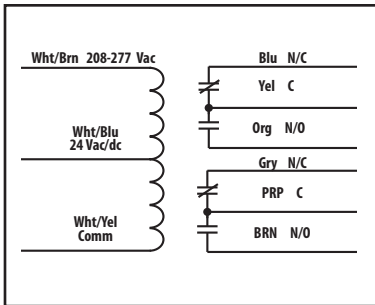 Wht/Brn 208-277 Vac
Wht/Blu
24 Vac/dc
Wht/Yel
Comm
Blu N/C
Yel C
Org N/O
Gry N/C
PRP C
BRN N/O